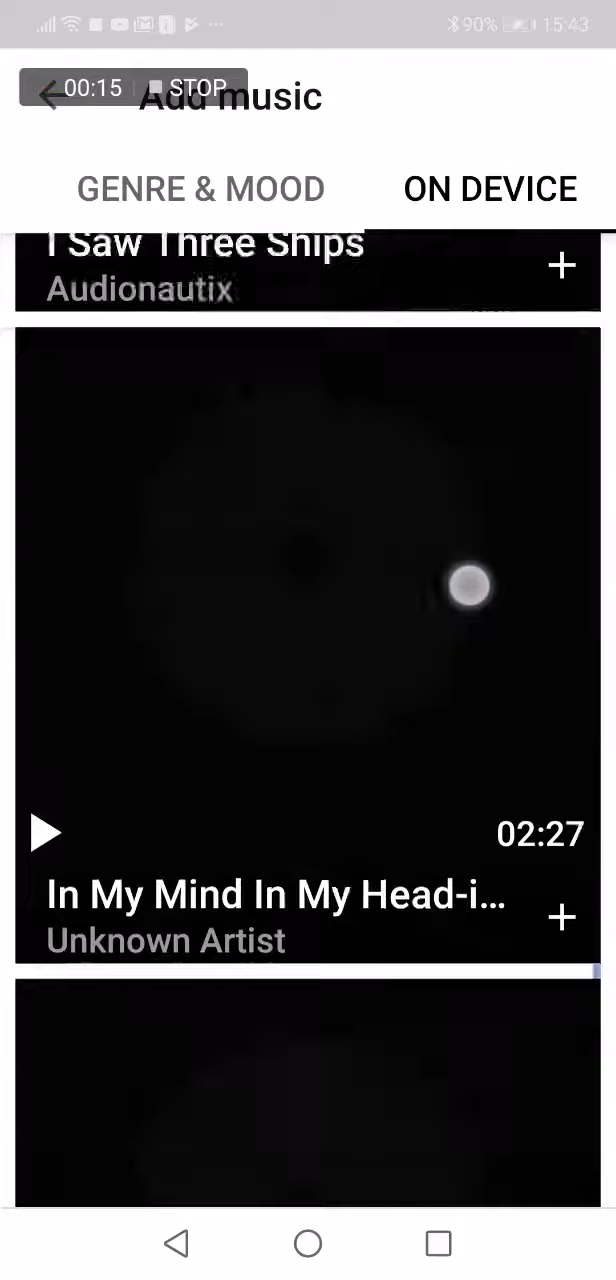 90% 15:43
00:15 STOP
Add music
GENRE & MOOD ON DEVICE
I Saw Three Ships
Audionautix
02:27
In My Mind In My Head-i...
Unknown Artist